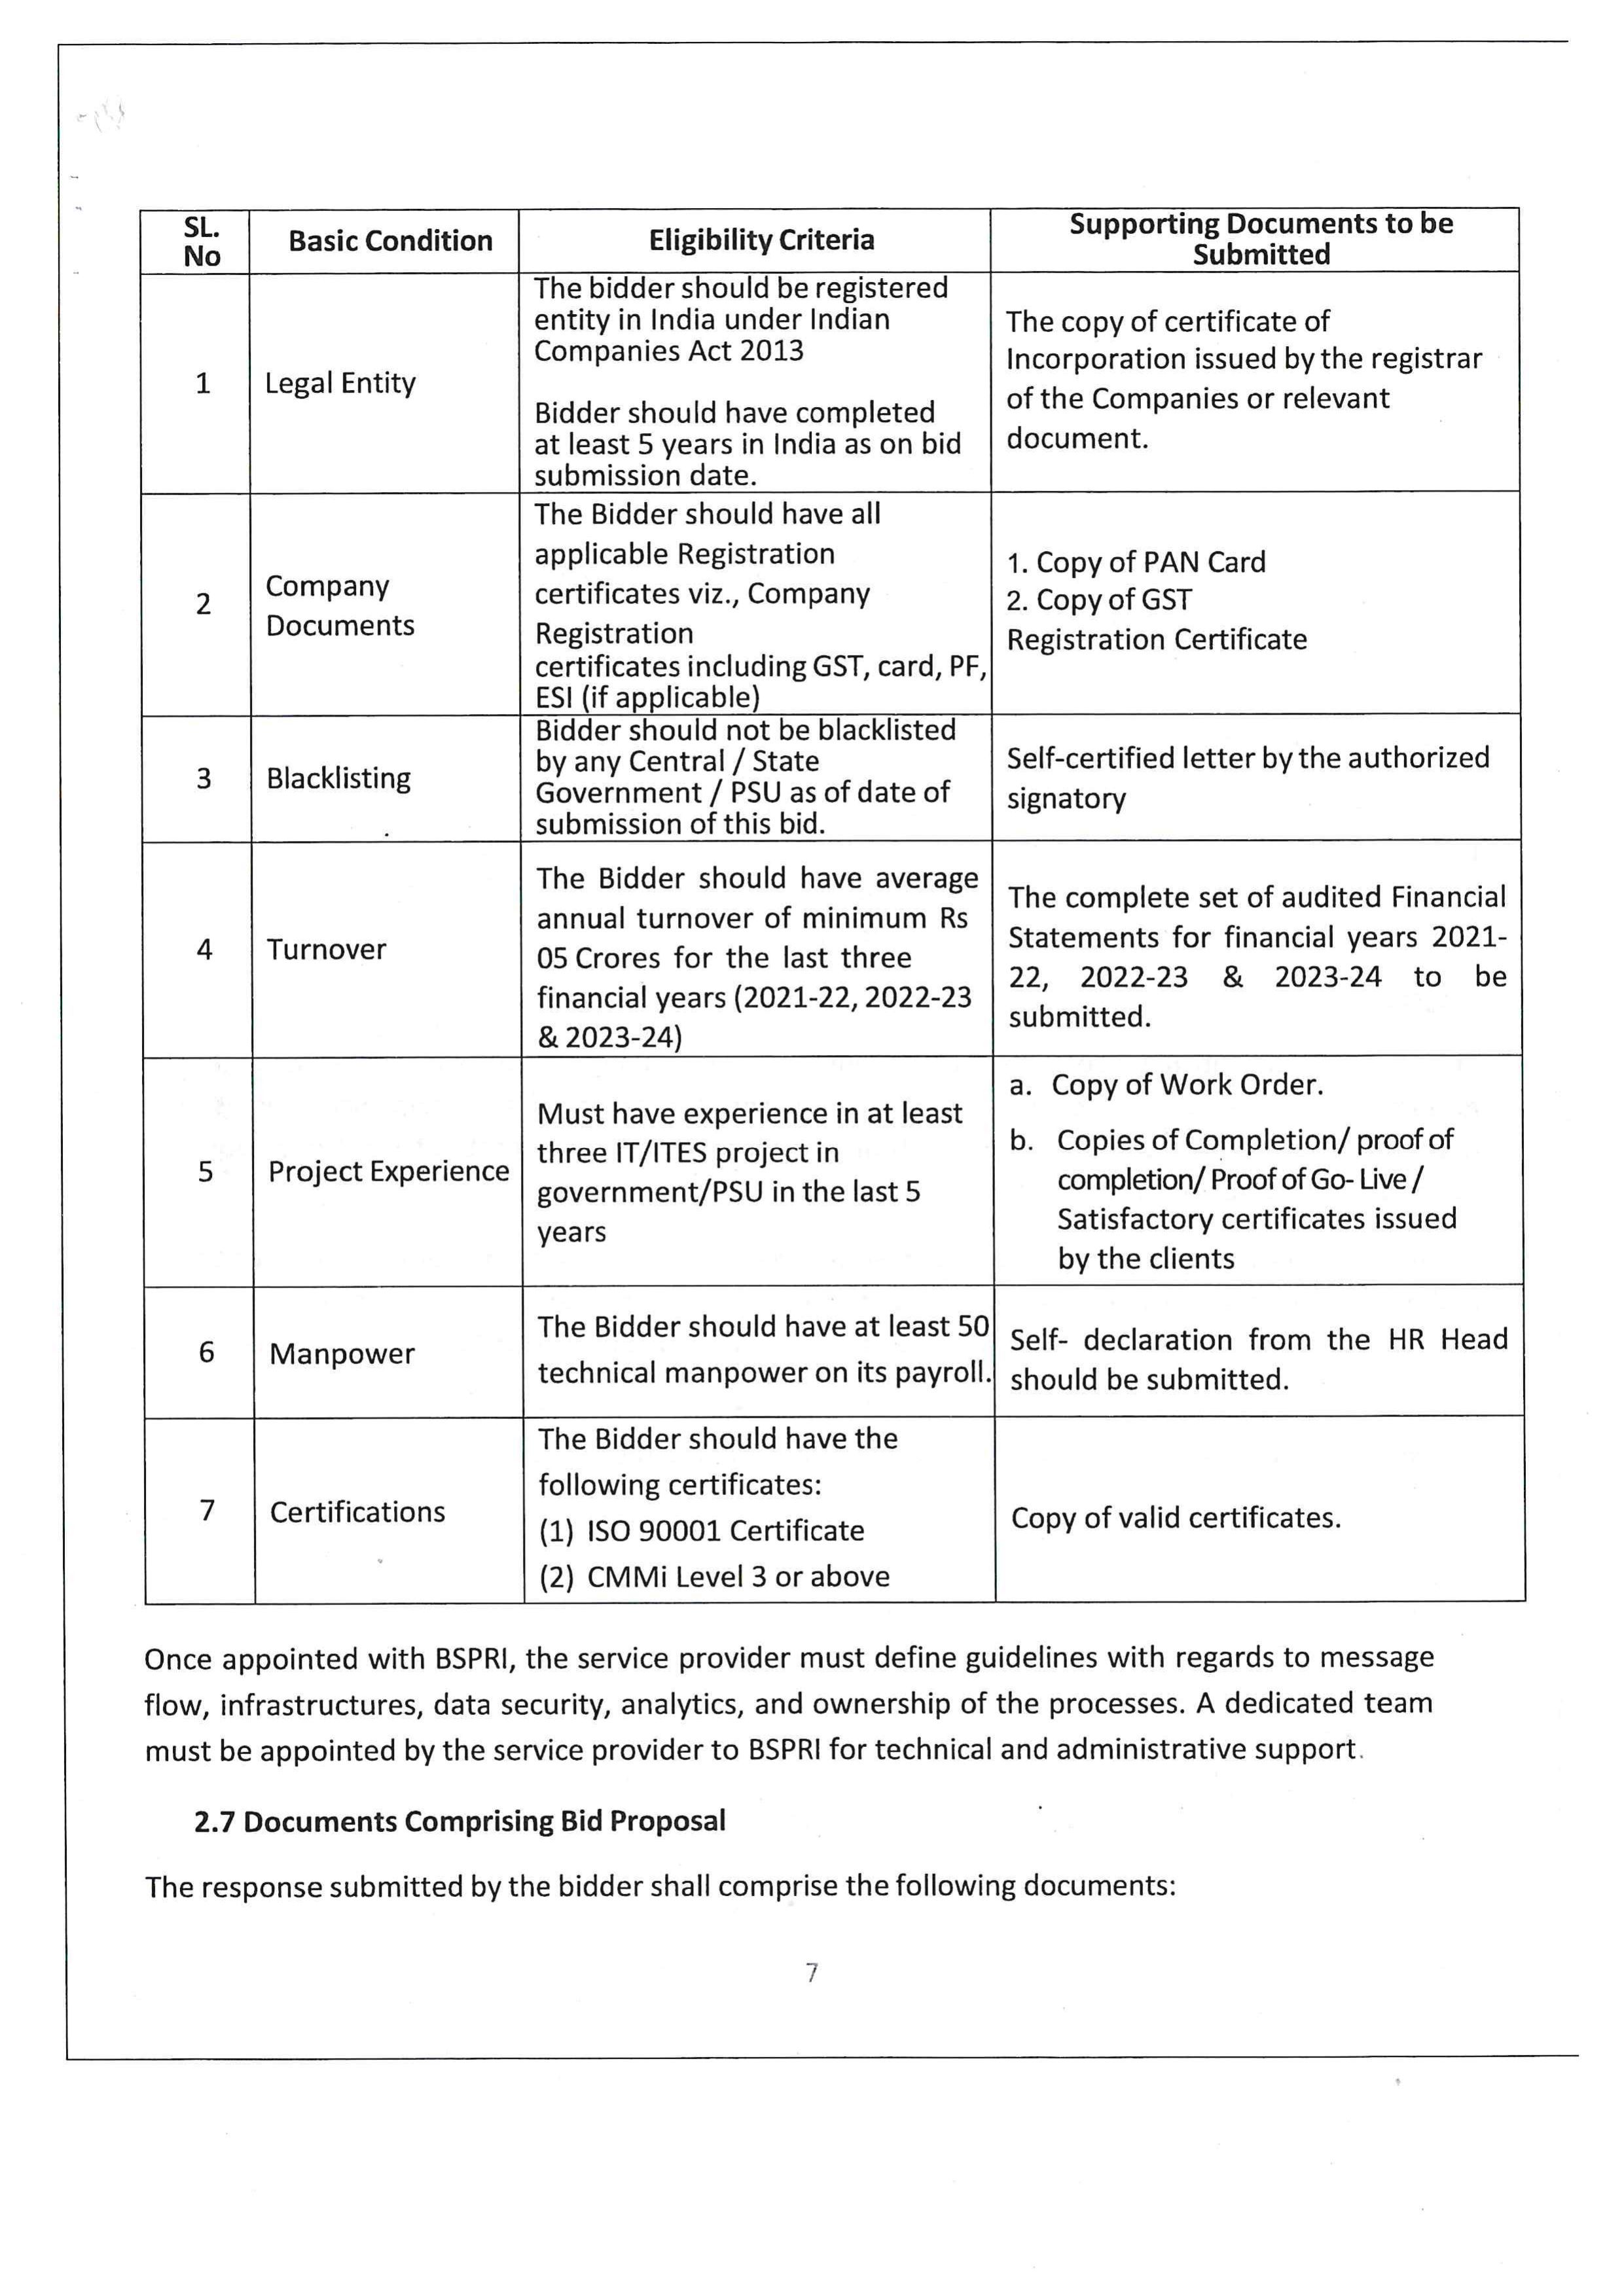 SL.
No
Basic Condition
Eligibility Criteria
Supporting Documents to be
Submitted
1
Legal Entity
The bidder should be registered
entity in India under Indian
Companies Act 2013
Bidder should have completed
at least 5 years in India as on bid
submission date.
The copy of certificate of
Incorporation issued by the registrar
of the Companies or relevant
document.
2
Company
Documents
The Bidder should have all
applicable Registration
certificates viz., Company
Registration
certificates including GST, card, PF,
ESI (if applicable)
1. Copy of PAN Card
2. Copy of GST
Registration Certificate
3
Blacklisting
Bidder should not be blacklisted
by any Central / State
Government / PSU as of date of
submission of this bid.
Self-certified letter by the authorized
signatory
4
Turnover
The Bidder should have average
annual turnover of minimum Rs
05 Crores for the last three
financial years (2021-22, 2022-23
& 2023-24)
The complete set of audited Financial
Statements for financial years 2021-
22, 2022-23 & 2023-24 to be
submitted.
5
Project Experience
Must have experience in at least
three IT/ITES project in
government/PSU in the last 5
years
a. Copy of Work Order.
b. Copies of Completion/ proof of
completion/ Proof of Go- Live /
Satisfactory certificates issued
by the clients
6
Manpower
The Bidder should have at least 50
technical manpower on its payroll.
Self- declaration from the HR Head
should be submitted.
7
Certifications
The Bidder should have the
following certificates:
(1) ISO 90001 Certificate
(2) CMMi Level 3 or above
Copy of valid certificates.
Once appointed with BSPRI, the service provider must define guidelines with regards to message
flow, infrastructures, data security, analytics, and ownership of the processes. A dedicated team
must be appointed by the service provider to BSPRI for technical and administrative support.
2.7 Documents Comprising Bid Proposal
The response submitted by the bidder shall comprise the following documents:
7